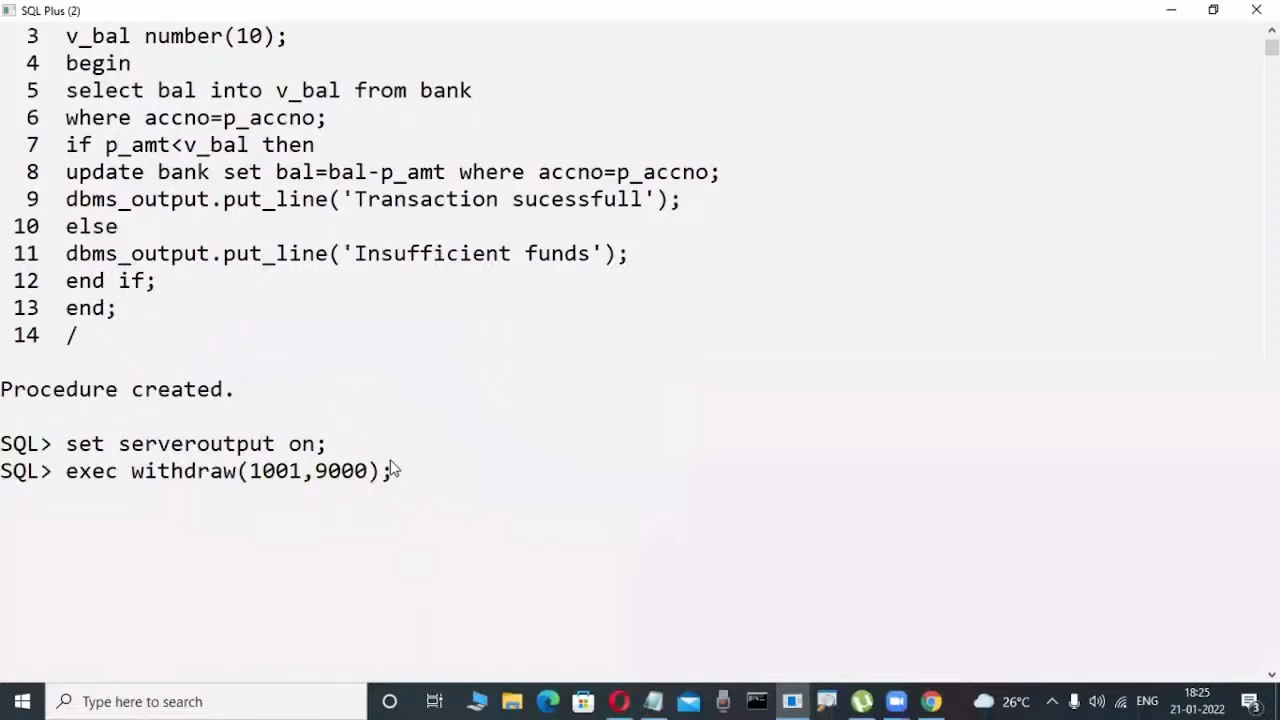 SQL Plus (2)
3 v_bal number(10);
4 begin
5 select bal into v_bal from bank
6 where accno=p_accno;
7 if p_amt<v_bal then
8 update bank set bal=bal-p_amt where accno=p_accno;
9 dbms_output.put_line('Transaction sucessfull');
10 else
11 dbms_output.put_line('Insufficient funds');
12 end if;
13 end;
14 /
Procedure created.
SQL> set serveroutput on;
SQL> exec withdraw(1001,9000);
Type here to search
26°C
ENG
18:25
21-01-2022
3